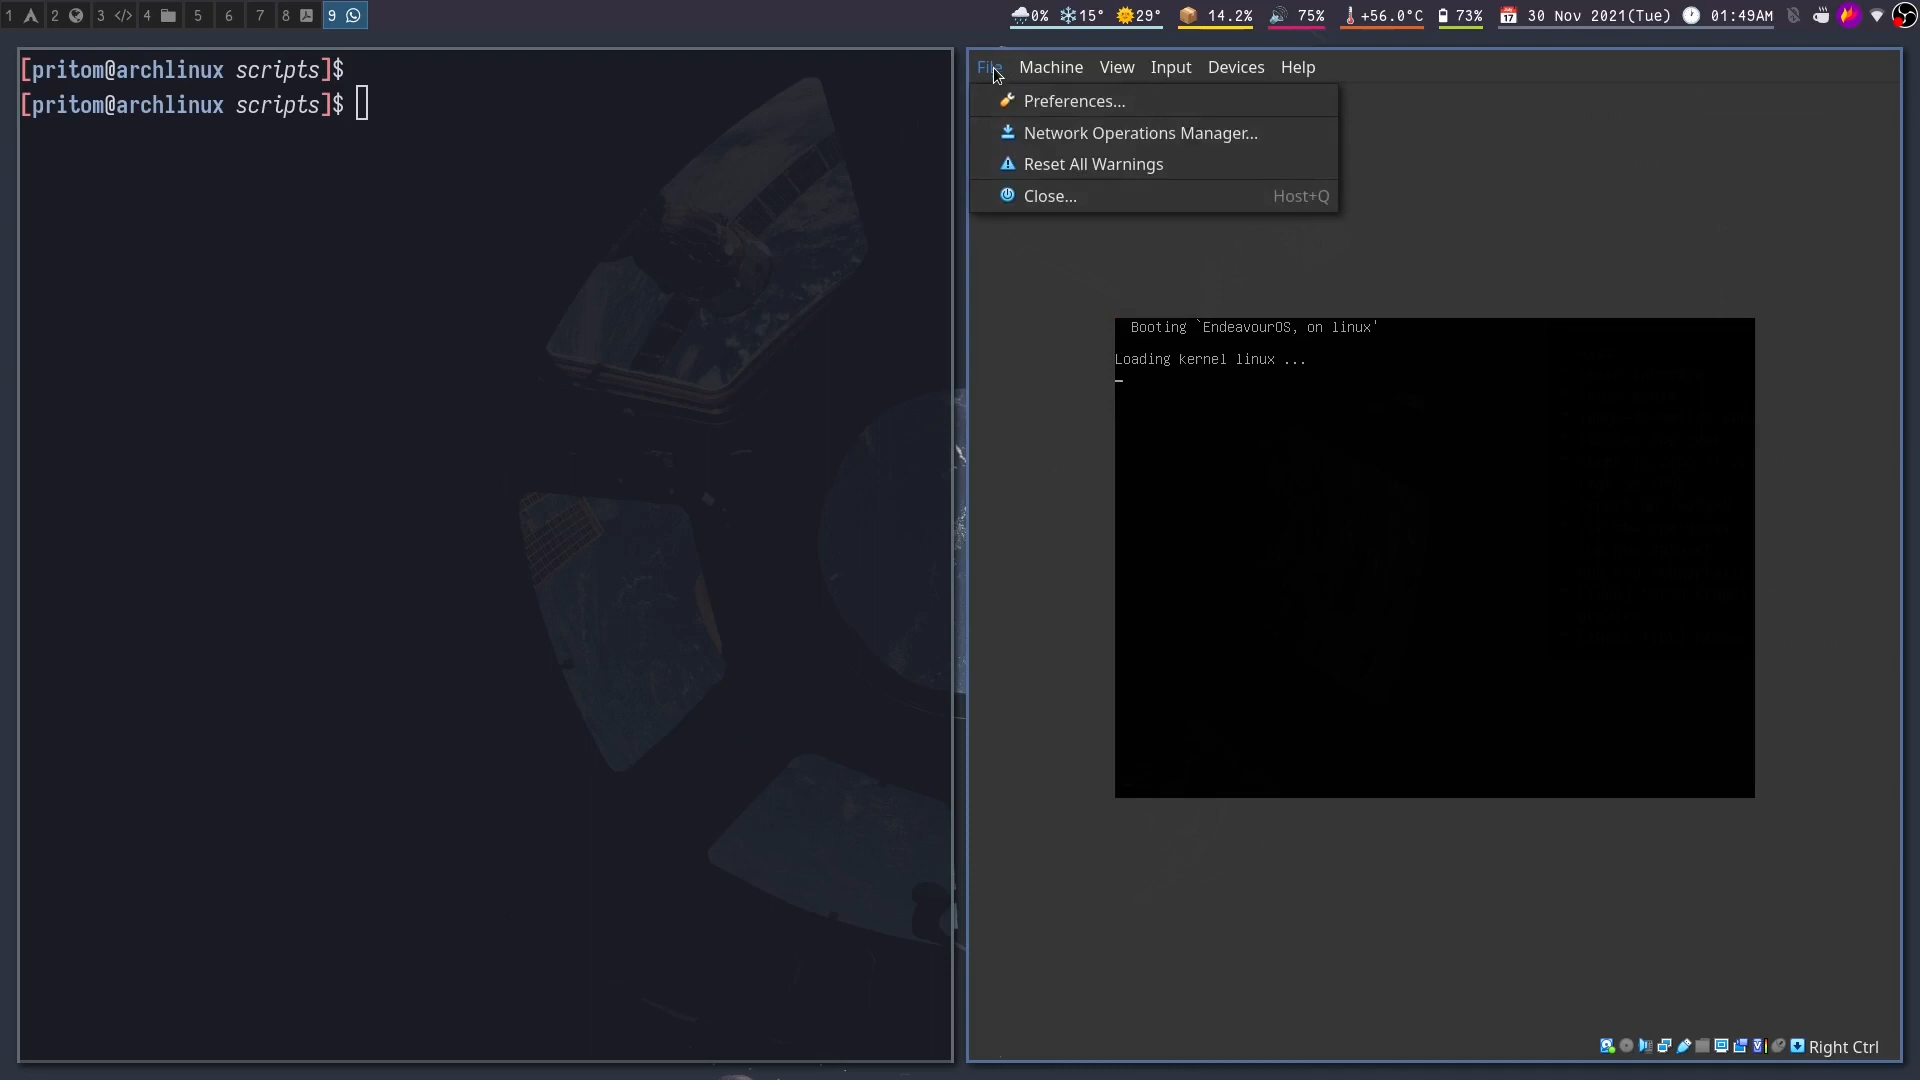 1 2 3 </> 4 5 6 7 8 9 0% 15° 29° 14.2% 75% +56.0°C 73% 30 Nov 2021(Tue) 01:49AM
[pritom@archlinux scripts]$
[pritom@archlinux scripts]$
File Machine View Input Devices Help
Preferences...
Network Operations Manager...
Reset All Warnings
Close... Host+Q
Booting `EndeavourOS, on linux'
Loading kernel linux ...
_
Right Ctrl